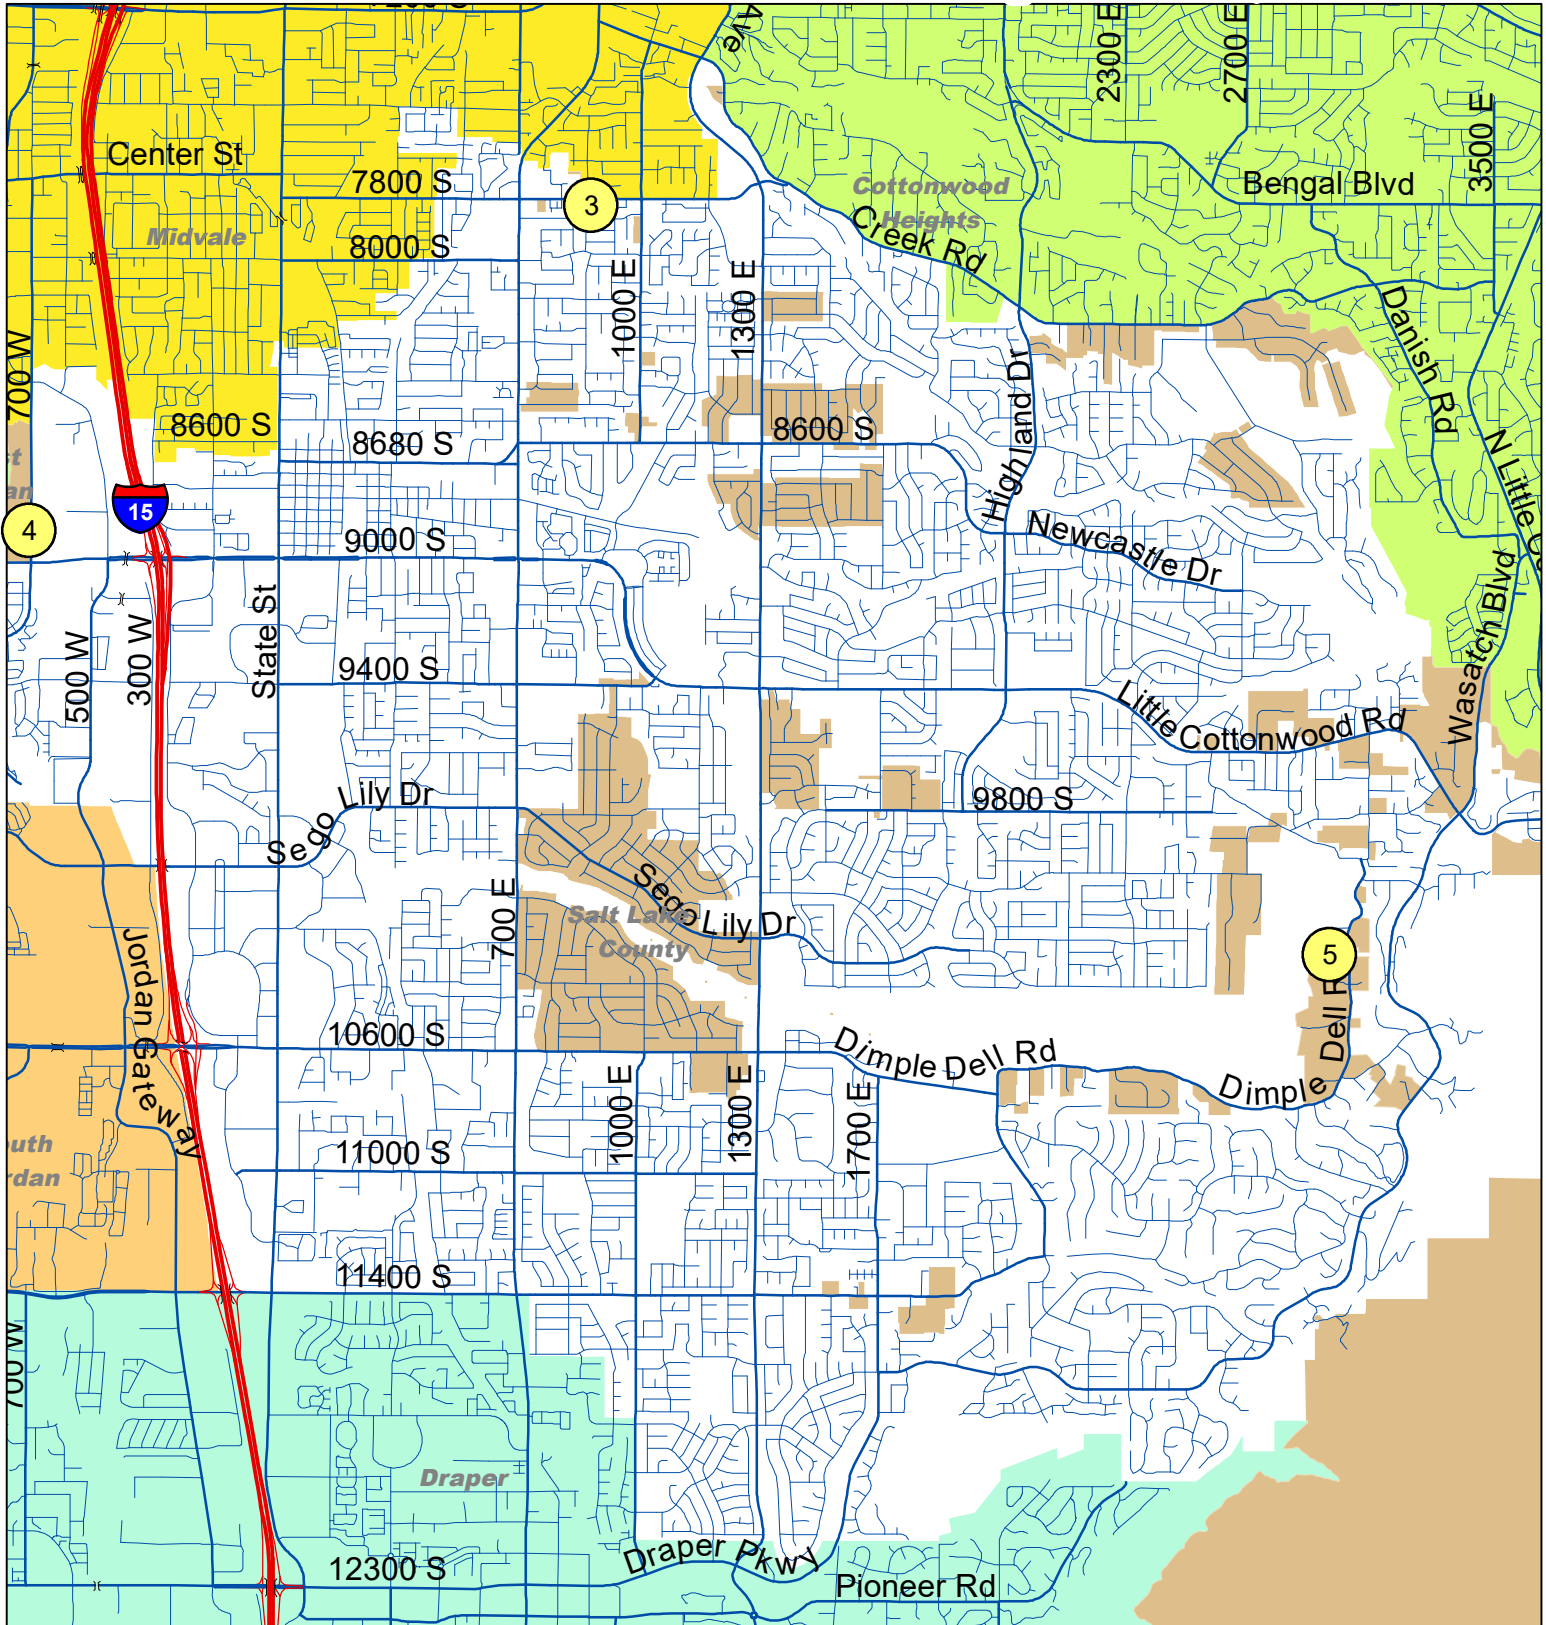 Ave
2300 E
2700 E
3500 E
Center St
7800 S
Bengal Blvd
3
Cottonwood
Heights
Midvale
8000 S
Creek Rd
1000 E
1300 E
Danish Rd
700 W
Highland Dr
8600 S
8680 S
8600 S
N Little
15
4
9000 S
Newcastle Dr
Wasatch Blvd
State St
500 W
300 W
9400 S
Little Cottonwood Rd
Sego Lily Dr
9800 S
Sego Lily Dr
700 E
Salt Lake
County
5
Jordan Gateway
Dell R
10600 S
Dimple Dell Rd
Dimple
1000 E
1300 E
1700 E
outh
rdan
11000 S
11400 S
700 W
Draper
12300 S
Draper Pkwy
Pioneer Rd